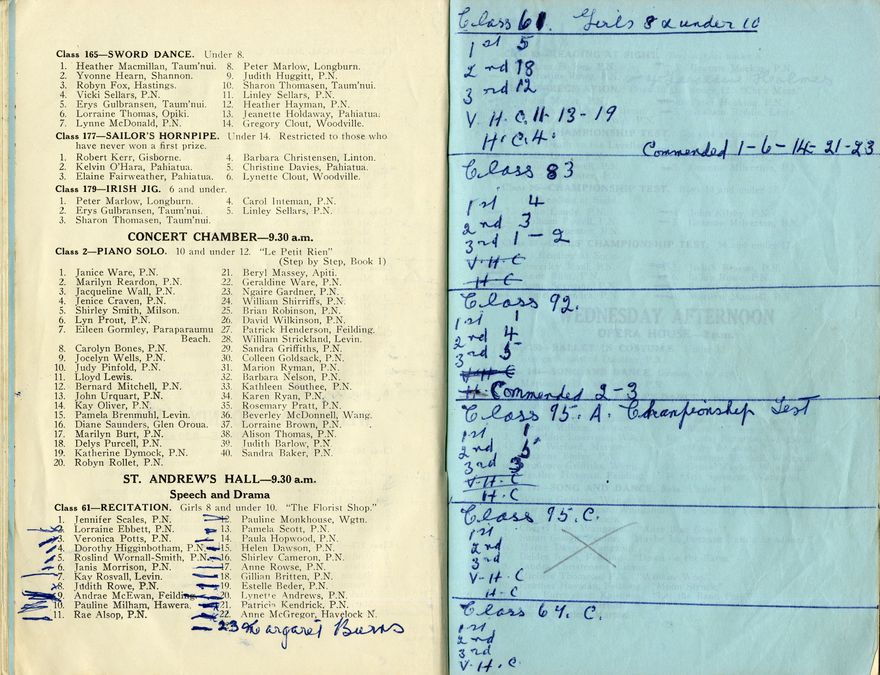 Class 165—SWORD DANCE. Under 8.
1. Heather Macmillan, Taum'nui. 8. Peter Marlow, Longburn.
2. Yvonne Hearn, Shannon. 9. Judith Huggitt, P.N.
3. Robyn Fox, Hastings. 10. Sharon Thomasen, Taum'nui.
4. Vicki Sellars, P.N. 11. Linley Sellars, P.N.
5. Erys Gulbransen, Taum'nui. 12. Heather Hayman, P.N.
6. Lorraine Thomas, Opiki. 13. Jeanette Holdaway, Pahiatua.
7. Lynne McDonald, P.N. 14. Gregory Clout, Woodville.
Class 177—SAILOR'S HORNPIPE. Under 14. Restricted to those who
have never won a first prize.
1. Robert Kerr, Gisborne. 4. Barbara Christensen, Linton.
2. Kelvin O'Hara, Pahiatua. 5. Christine Davies, Pahiatua.
3. Elaine Fairweather, Pahiatua. 6. Lynette Clout, Woodville.
Class 179—IRISH JIG. 6 and under.
1. Peter Marlow, Longburn. 4. Carol Inteman, P.N.
2. Erys Gulbransen, Taum'nui. 5. Linley Sellars, P.N.
3. Sharon Thomasen, Taum'nui.
CONCERT CHAMBER—9.30 a.m.
Class 2—PIANO SOLO. 10 and under 12. "Le Petit Rien"
(Step by Step, Book 1)
1. Janice Ware, P.N. 21. Beryl Massey, Apiti.
2. Marilyn Reardon, P.N. 22. Geraldine Ware, P.N.
3. Jacqueline Wall, P.N. 23. Ngaire Gardner, P.N.
4. Jenice Craven, P.N. 24. William Shirriffs, P.N.
5. Shirley Smith, Milson. 25. Brian Robinson, P.N.
6. Lyn Prout, P.N. 26. David Wilkinson, P.N.
7. Eileen Gormley, Paraparaumu 27. Patrick Henderson, Feilding.
Beach. 28. William Strickland, Levin.
8. Carolyn Bones, P.N. 29. Sandra Griffiths, P.N.
9. Jocelyn Wells, P.N. 30. Colleen Goldsack, P.N.
10. Judy Pinfold, P.N. 31. Marion Ryman, P.N.
11. Lloyd Lewis. 32. Barbara Nelson, P.N.
12. Bernard Mitchell, P.N. 33. Kathleen Southee, P.N.
13. John Urquart, P.N. 34. Karen Ryan, P.N.
14. Kay Oliver, P.N. 35. Rosemary Pratt, P.N.
15. Pamela Bremmuhl, Levin. 36. Beverley McDonell, Wang.
16. Diane Saunders, Glen Oroua. 37. Lorraine Brown, P.N.
17. Marilyn Burt, P.N. 38. Alison Thomas, P.N.
18. Delys Purcell, P.N. 39. Judith Barlow, P.N.
19. Katherine Dymock, P.N. 40. Sandra Baker, P.N.
20. Robyn Rollet, P.N.
ST. ANDREW'S HALL—9.30 a.m.
Speech and Drama
Class 61—RECITATION. Girls 8 and under 10. "The Florist Shop."
1. Jennifer Scales, P.N. 12. Pauline Monkhouse, Wgtn.
2. Lorraine Ebbett, P.N. 13. Pamela Scott, P.N.
3. Veronica Potts, P.N. 14. Paula Hopwood, P.N.
4. Dorothy Higginbotham, P.N. 15. Helen Dawson, P.N.
5. Roslind Wornall-Smith, P.N. 16. Shirley Cameron, P.N.
6. Janis Morrison, P.N. 17. Anne Rowse, P.N.
7. Kay Rosvall, Levin. 18. Gillian Britten, P.N.
8. Judith Rowe, P.N. 19. Estelle Beder, P.N.
9. Andrae McEwan, Feilding. 20. Lynette Andrews, P.N.
10. Pauline Milham, Hawera. 21. Patricia Kendrick, P.N.
11. Rae Alsop, P.N. 22. Anne McGregor, Havelock N.
23 Margaret Burns
Class 61. Girls 8 & under 10
1st 5
2nd 18
3rd 12
V.H.C. 11-13-19
H.C. 4.
Commended 1-6-14-21-23
Class 83
1st 4
2nd 3
3rd 1-2
V.H.C
H C
Class 92.
1st 1
2nd 4
3rd 5
V H C
H. Commended 2-3
Class 95. A. Championship Test
1st 1
2nd 5
3rd 3
V.H.C
H.C
Class 95. C.
1st
2nd
3rd
V.H.C
H.C
Class 64. C.
1st
2nd
3rd
V.H.C.